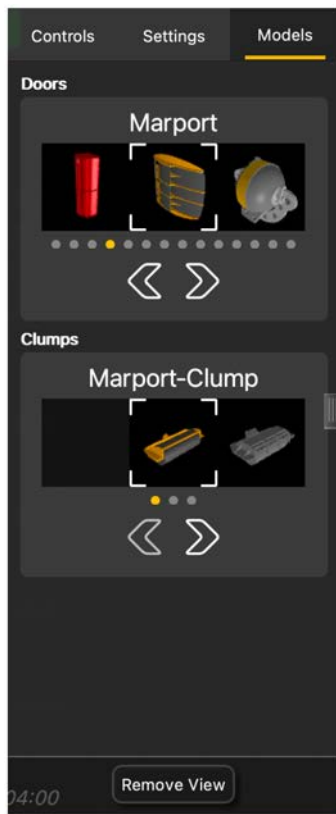 Controls Settings Models
Doors
Marport
Clumps
Marport-Clump
Remove View
04:00